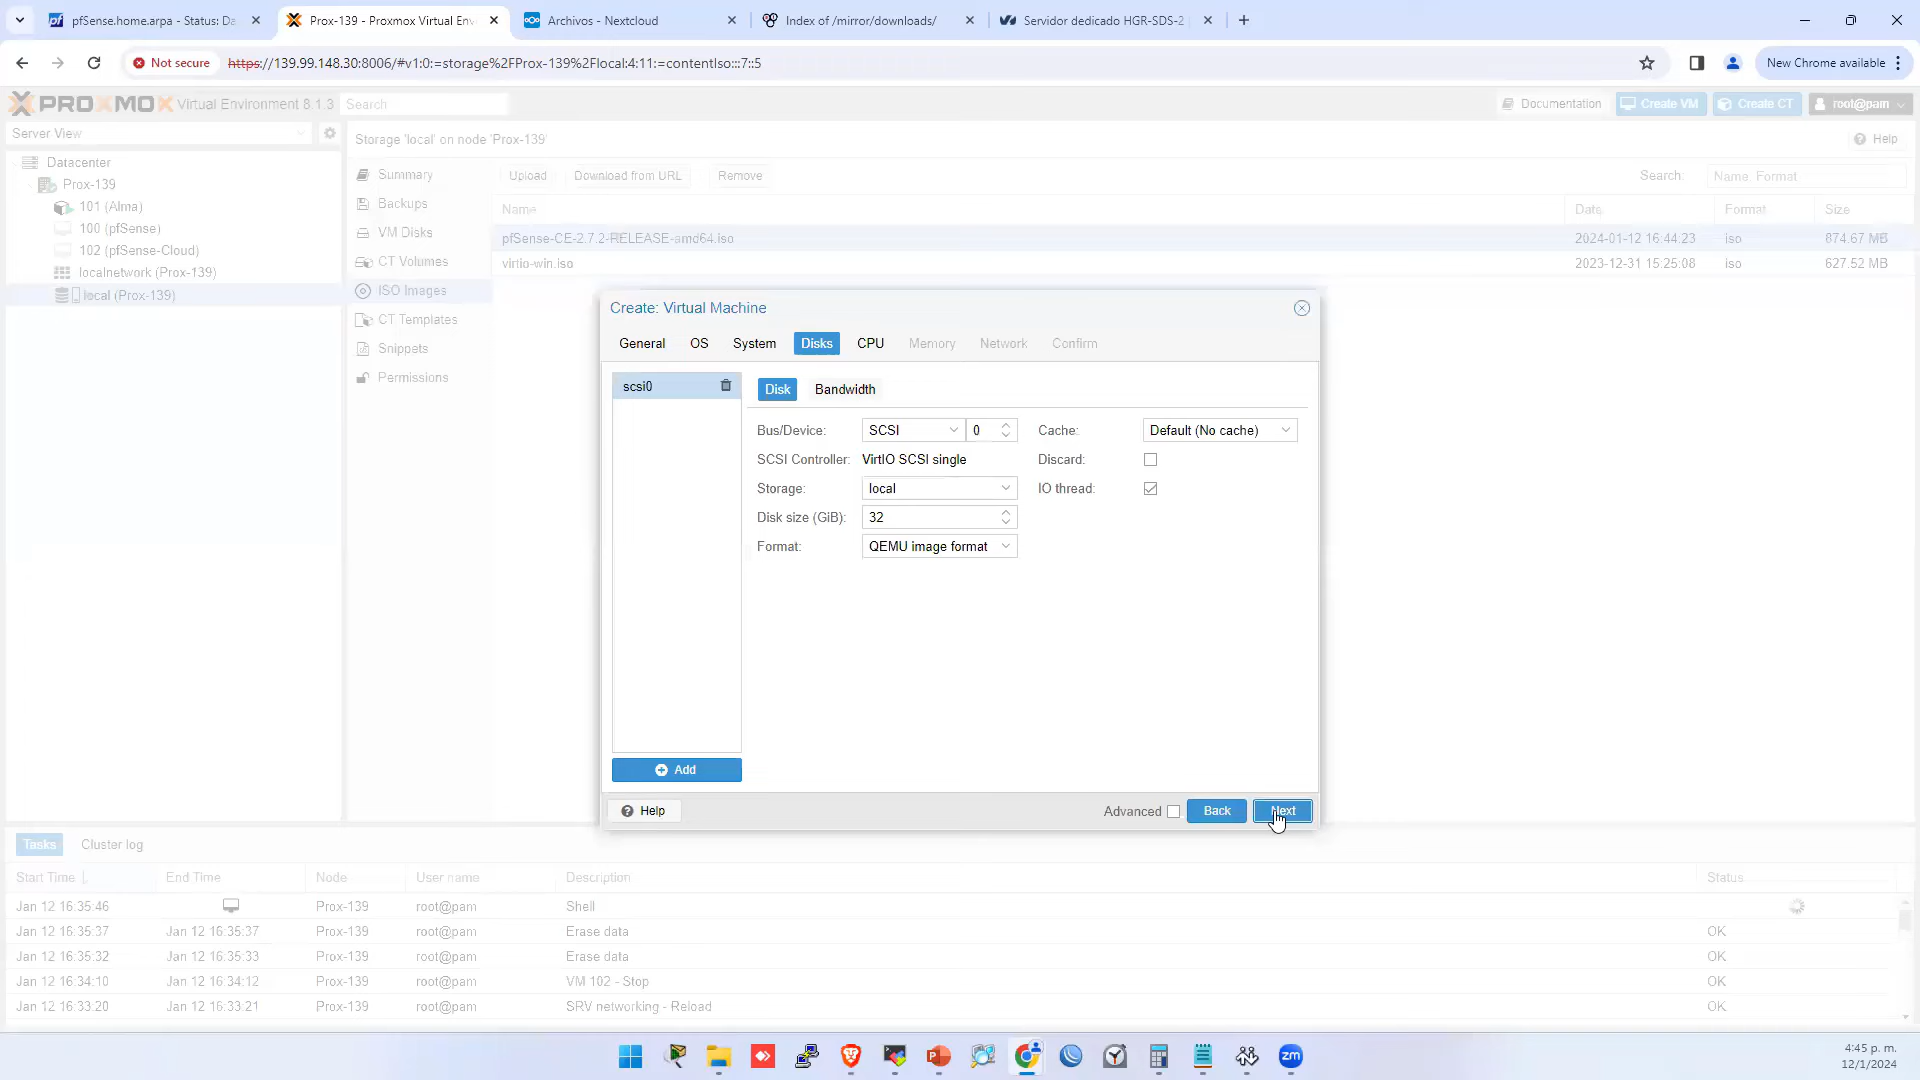 pfSense.home.arpa - Status: Da
Prox-139 - Proxmox Virtual Env
Archivos - Nextcloud
Index of /mirror/downloads/
Servidor dedicado HGR-SDS-2
Not secure
https://139.99.148.30:8006/#v1:0:=storage%2FProx-139%2Flocal:4:11:=contentIso:::7::5
New Chrome available
PROXMOX Virtual Environment 8.1.3
Search
Documentation
Create VM
Create CT
root@pam
Server View
Storage 'local' on node 'Prox-139'
Help
Datacenter
Prox-139
101 (Alma)
100 (pfSense)
102 (pfSense-Cloud)
localnetwork (Prox-139)
local (Prox-139)
Summary
Backups
VM Disks
CT Volumes
ISO Images
CT Templates
Snippets
Permissions
Upload
Download from URL
Remove
Search:
Name, Format
Name
Date
Format
Size
pfSense-CE-2.7.2-RELEASE-amd64.iso
2024-01-12 16:44:23
iso
874.67 MB
virtio-win.iso
2023-12-31 15:25:08
iso
627.52 MB
Create: Virtual Machine
General
OS
System
Disks
CPU
Memory
Network
Confirm
scsi0
Disk
Bandwidth
Bus/Device:
SCSI
0
Cache:
Default (No cache)
SCSI Controller:
VirtIO SCSI single
Discard:
Storage:
local
IO thread:
Disk size (GiB):
32
Format:
QEMU image format
Add
Help
Advanced
Back
Next
Tasks
Cluster log
Start Time
End Time
Node
User name
Description
Status
Jan 12 16:35:46
Prox-139
root@pam
Shell
Jan 12 16:35:37
Jan 12 16:35:37
Prox-139
root@pam
Erase data
OK
Jan 12 16:35:32
Jan 12 16:35:33
Prox-139
root@pam
Erase data
OK
Jan 12 16:34:10
Jan 12 16:34:12
Prox-139
root@pam
VM 102 - Stop
OK
Jan 12 16:33:20
Jan 12 16:33:21
Prox-139
root@pam
SRV networking - Reload
OK
zm
4:45 p. m.
12/1/2024